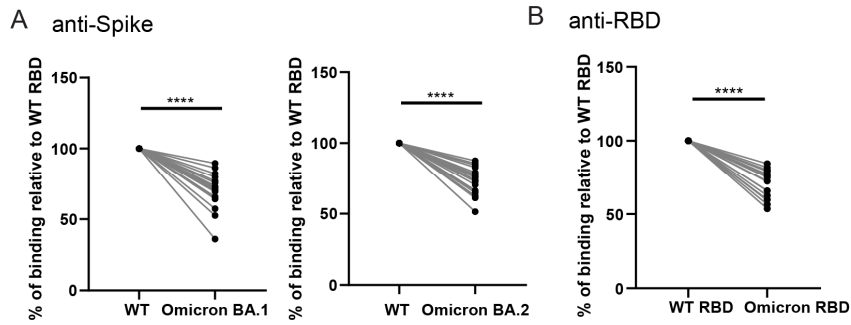 A anti-Spike
% of binding relative to WT RBD
150
100
50
0
****
WT Omicron BA.1
% of binding relative to WT RBD
150
100
50
0
****
WT Omicron BA.2
B anti-RBD
% of binding relative to WT RBD
150
100
50
0
****
WT RBD Omicron RBD